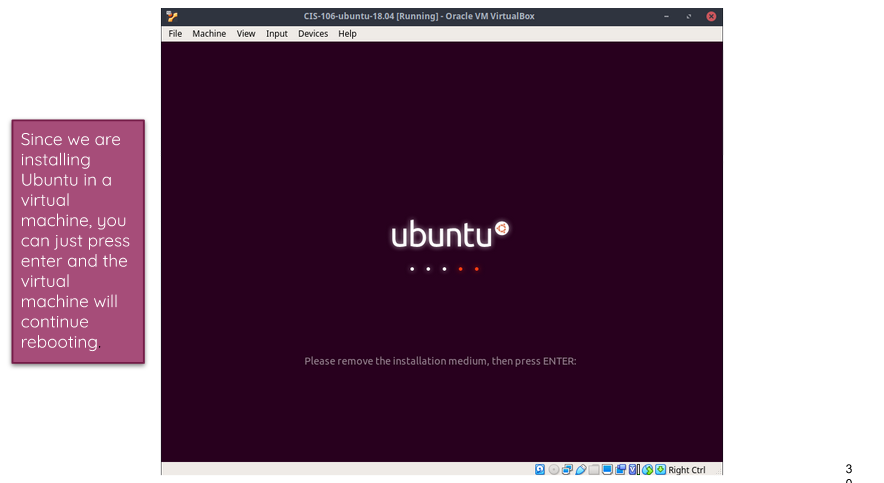 CIS-106-ubuntu-18.04 [Running] - Oracle VM VirtualBox
File Machine View Input Devices Help
Since we are
installing
Ubuntu in a
virtual
machine, you
can just press
enter and the
virtual
machine will
continue
rebooting.
ubuntu
Please remove the installation medium, then press ENTER:
Right Ctrl
3
0